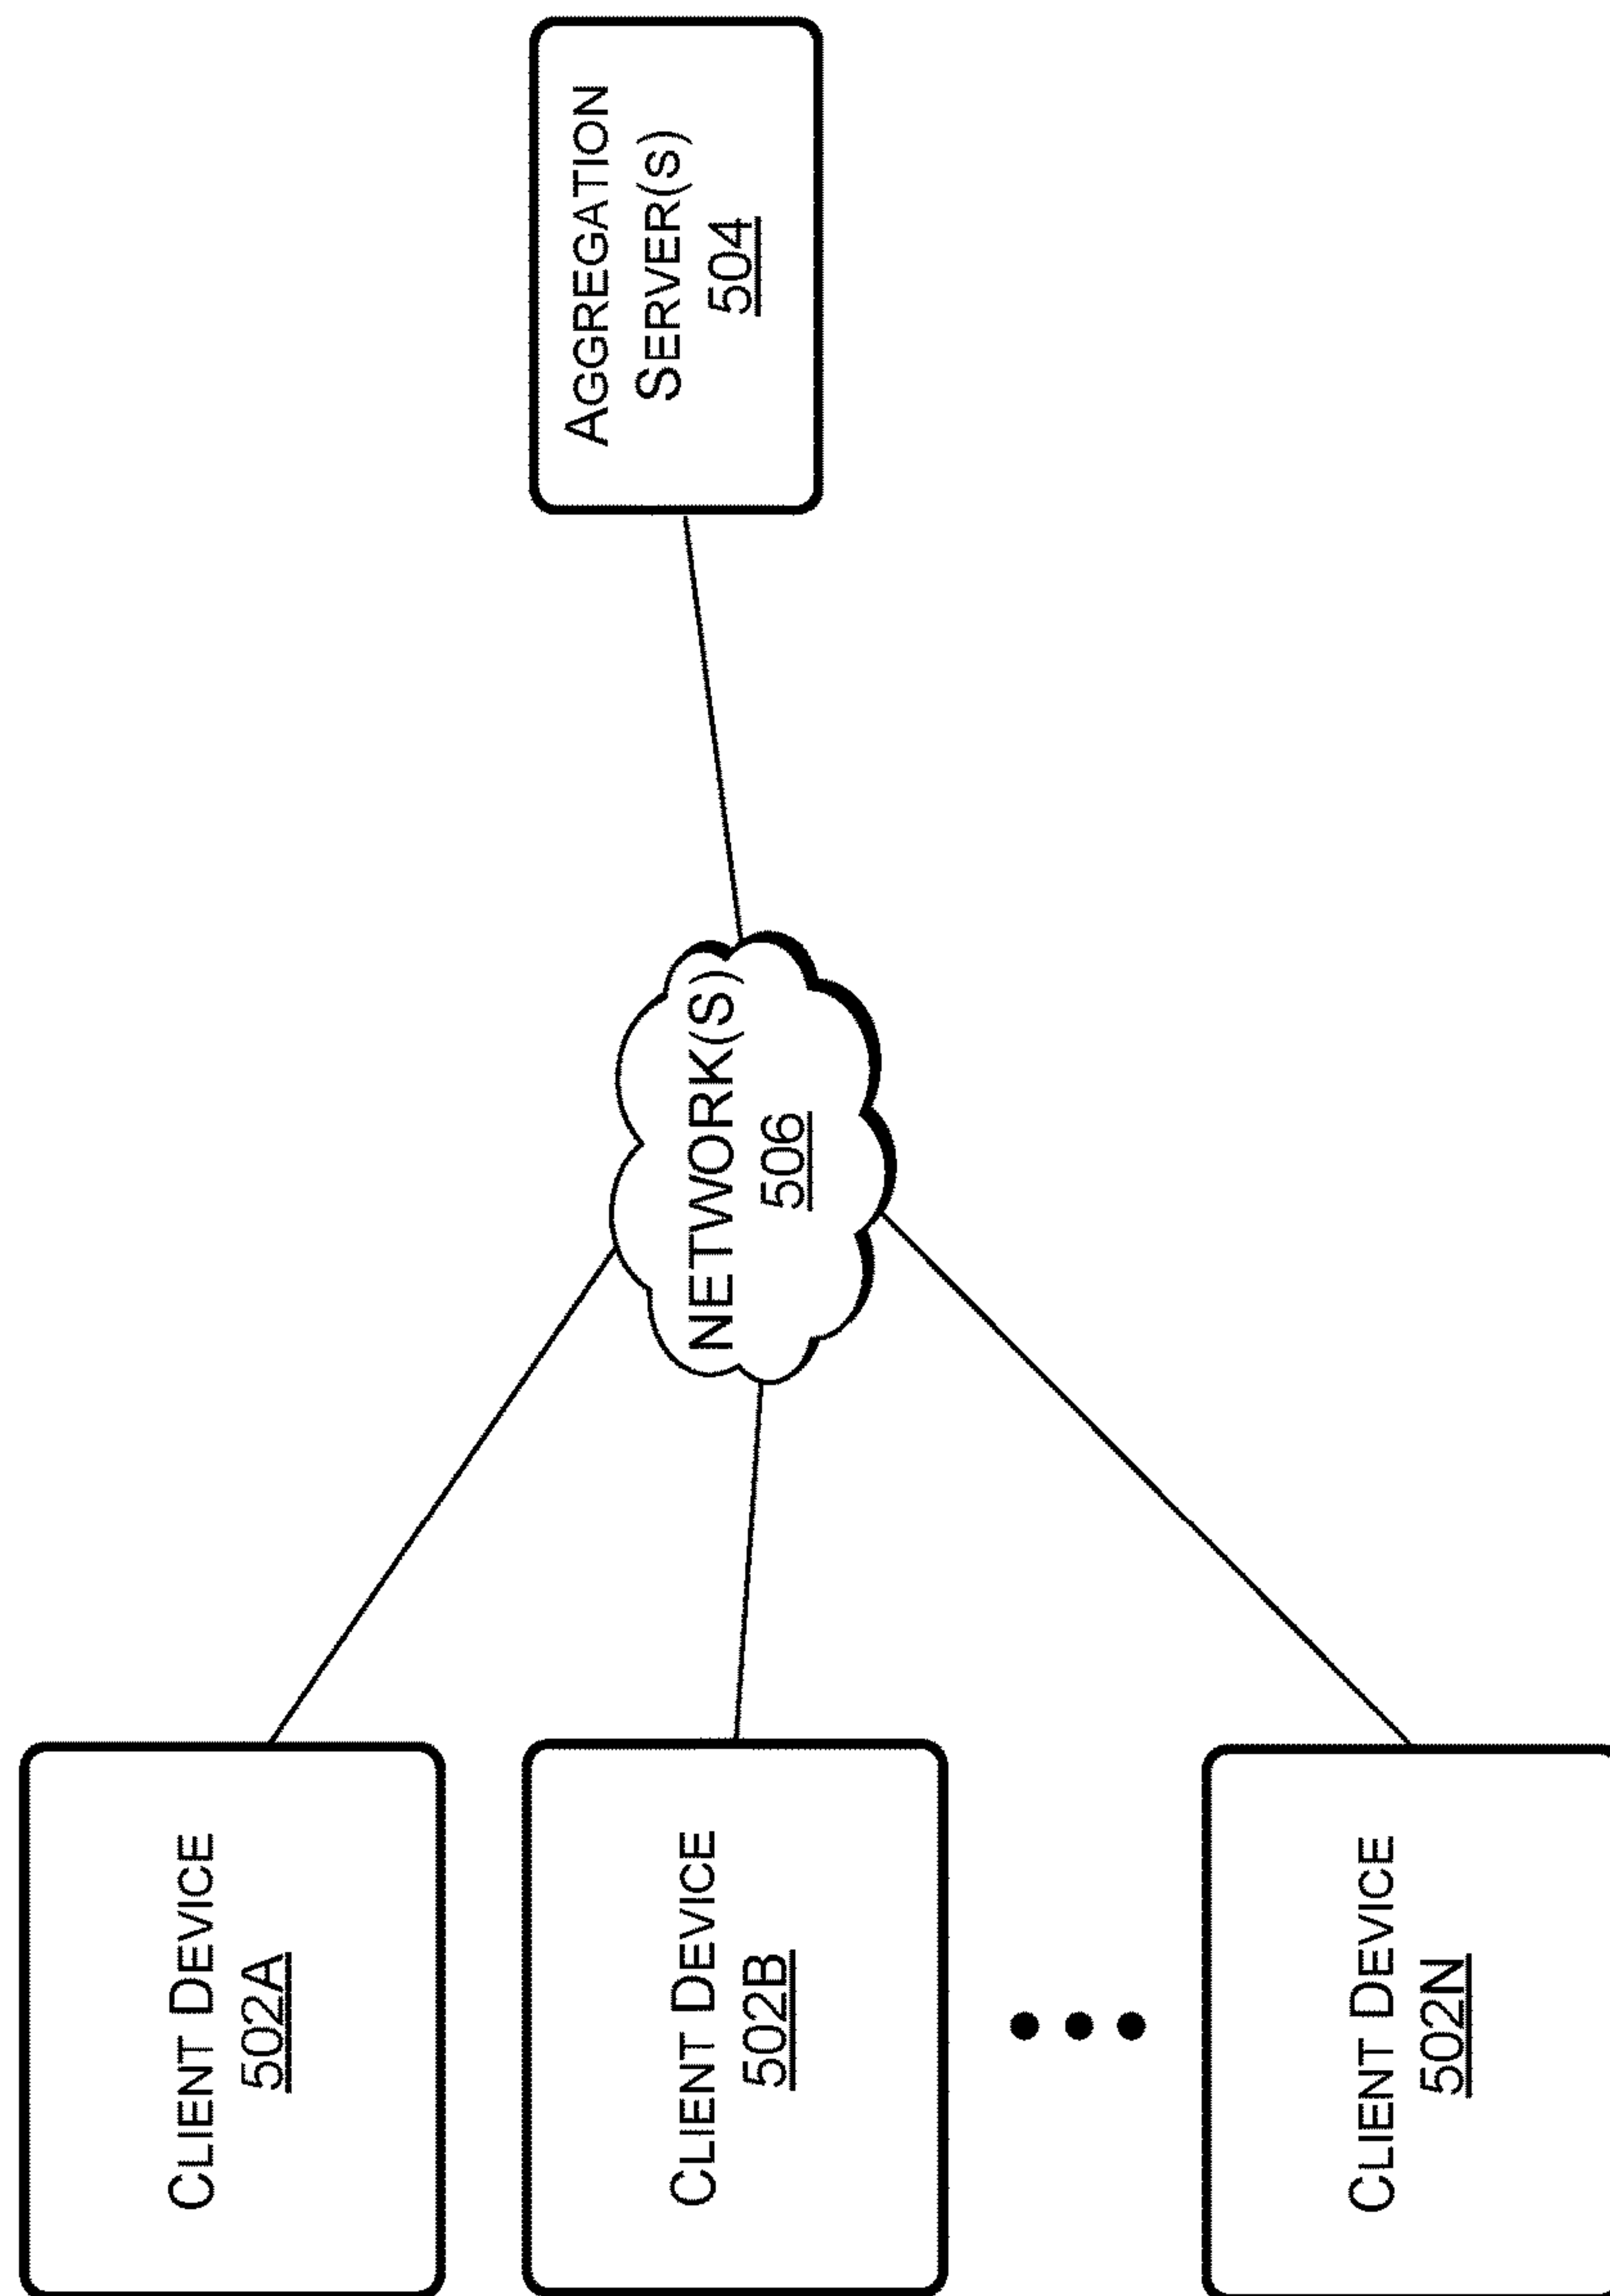 CLIENT DEVICE
502A
CLIENT DEVICE
502B
CLIENT DEVICE
502N
NETWORK(S)
506
AGGREGATION
SERVER(S)
504